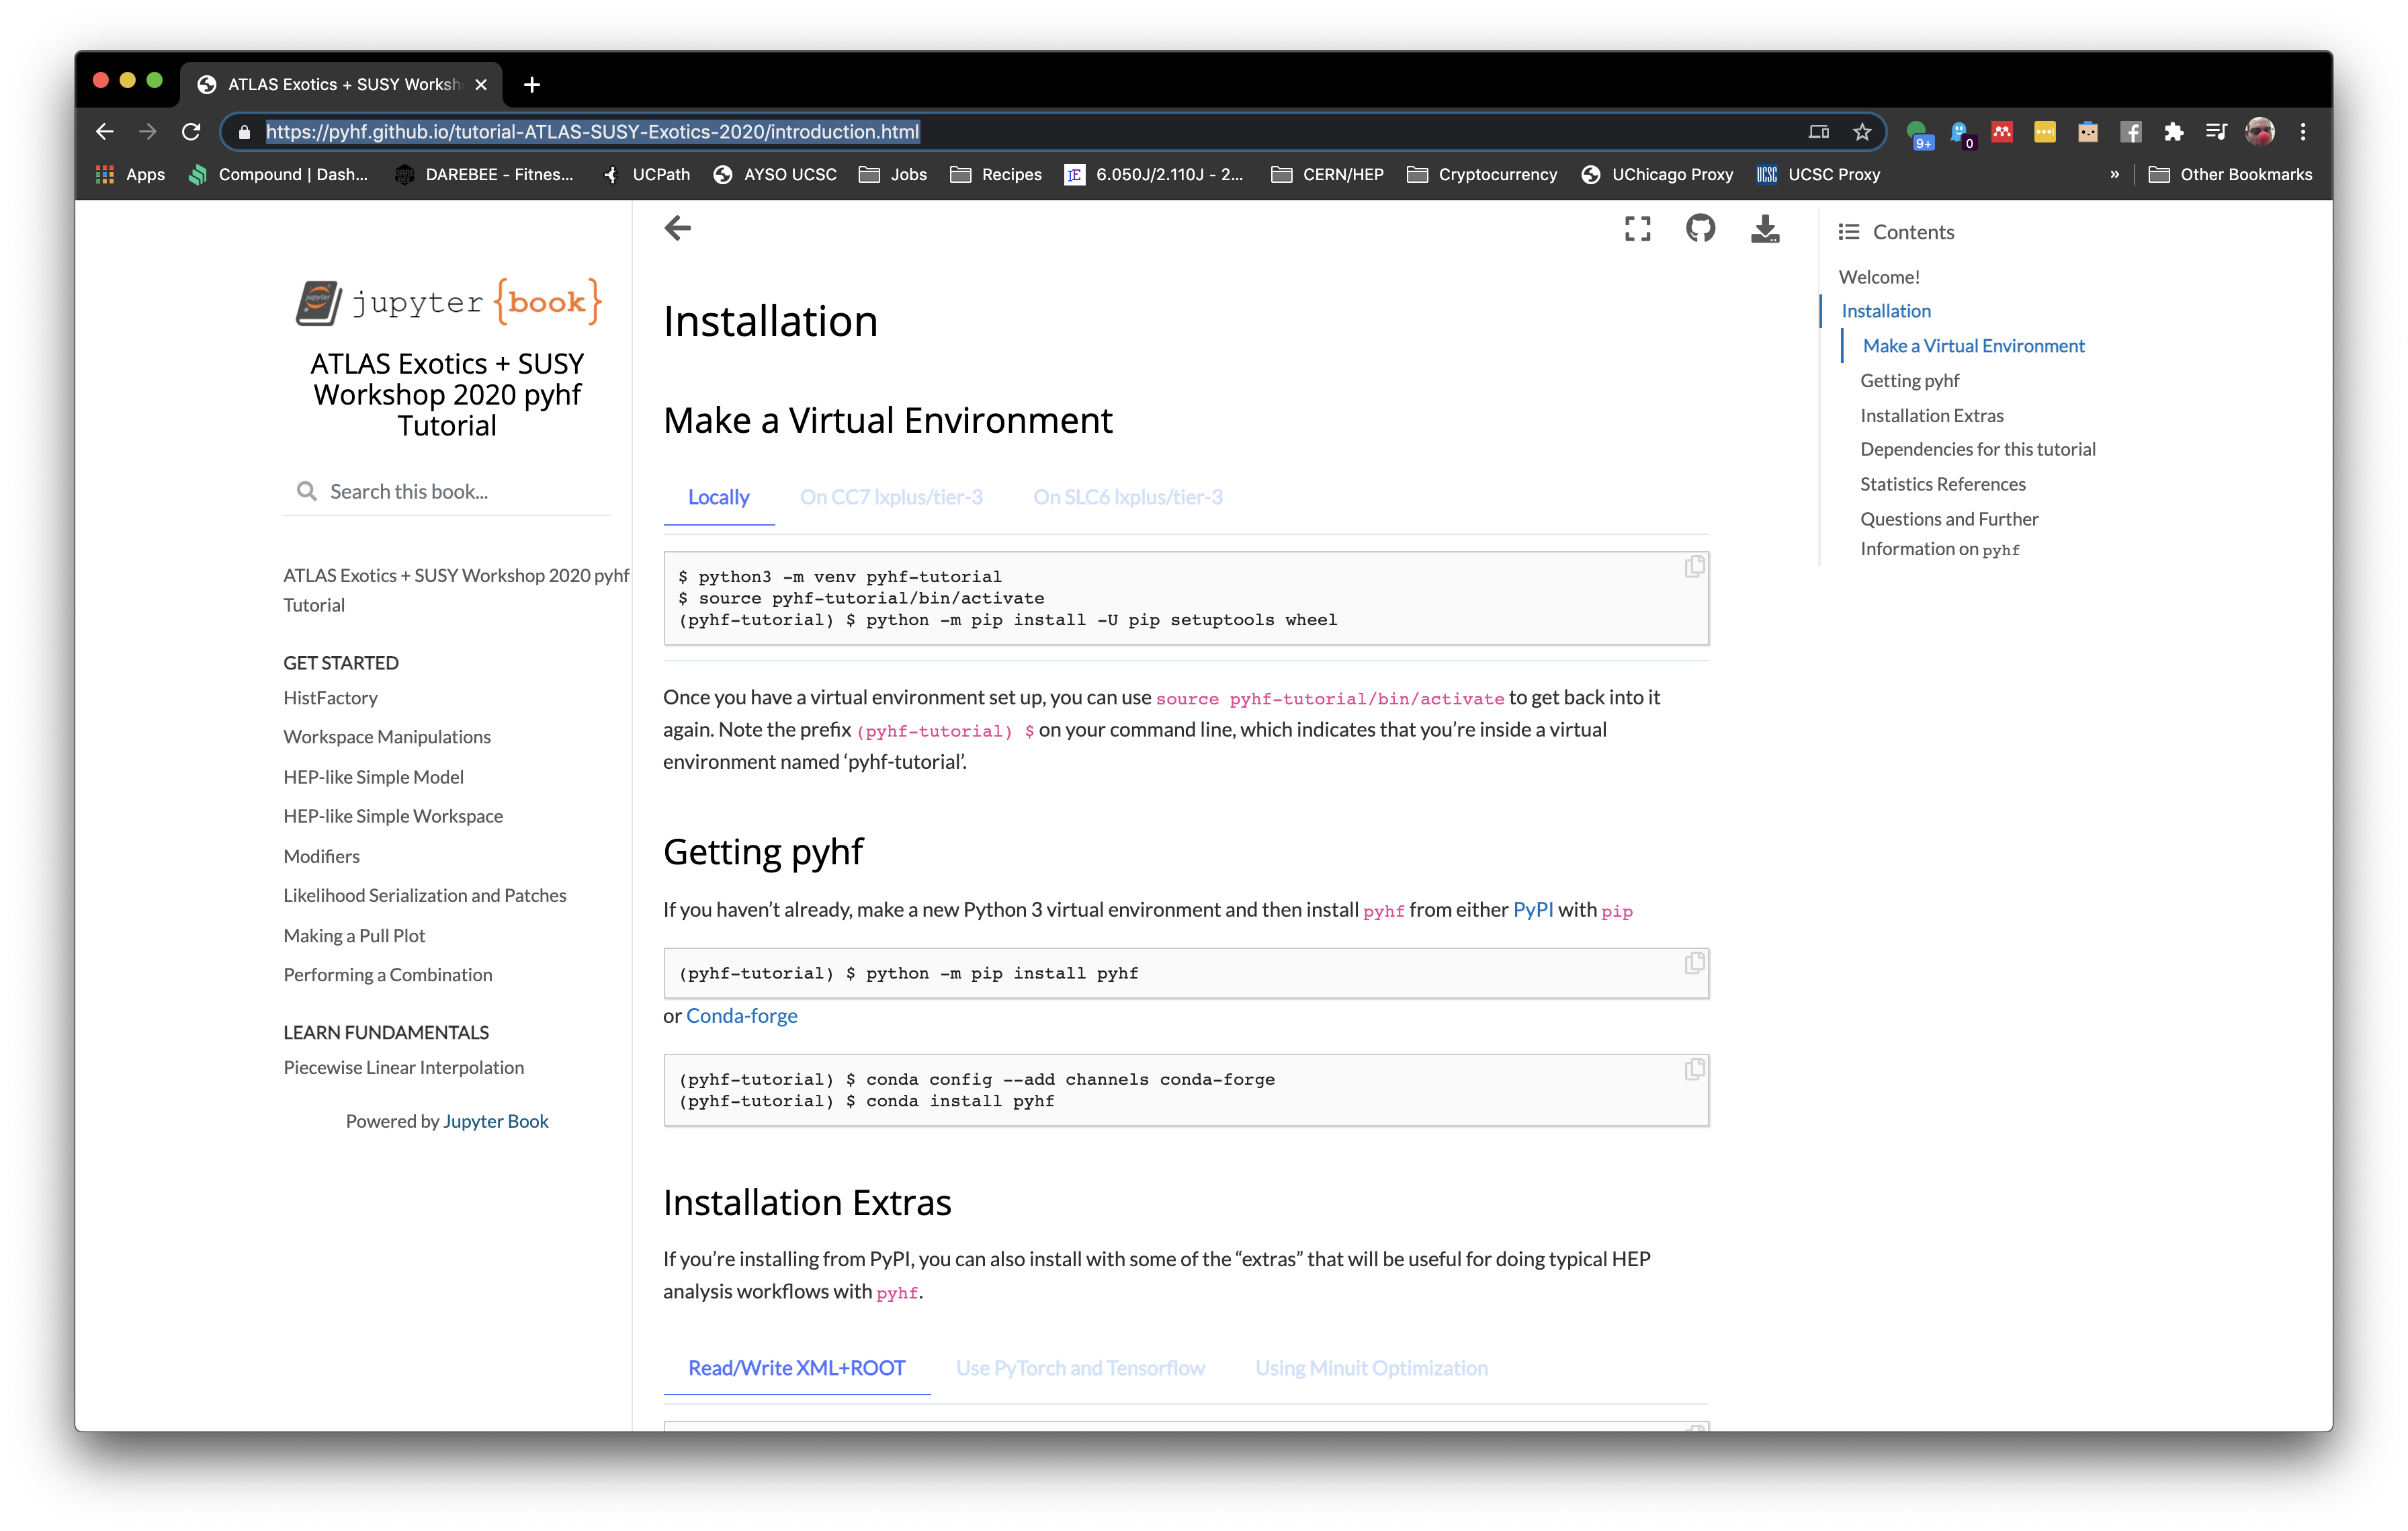 ATLAS Exotics + SUSY Worksh
https://pyhf.github.io/tutorial-ATLAS-SUSY-Exotics-2020/introduction.html
9+
0
Apps
Compound | Dash...
DAREBEE - Fitnes...
UCPath
AYSO UCSC
Jobs
Recipes
6.050J/2.110J - 2...
CERN/HEP
Cryptocurrency
UChicago Proxy
UCSC
UCSC Proxy
»
Other Bookmarks
jupyter {book}
ATLAS Exotics + SUSY
Workshop 2020 pyhf
Tutorial
Search this book...
ATLAS Exotics + SUSY Workshop 2020 pyhf
Tutorial
GET STARTED
HistFactory
Workspace Manipulations
HEP-like Simple Model
HEP-like Simple Workspace
Modifiers
Likelihood Serialization and Patches
Making a Pull Plot
Performing a Combination
LEARN FUNDAMENTALS
Piecewise Linear Interpolation
Powered by Jupyter Book
Installation
Make a Virtual Environment
Locally
On CC7 lxplus/tier-3
On SLC6 lxplus/tier-3
$ python3 -m venv pyhf-tutorial
$ source pyhf-tutorial/bin/activate
(pyhf-tutorial) $ python -m pip install -U pip setuptools wheel
Once you have a virtual environment set up, you can use source pyhf-tutorial/bin/activate to get back into it
again. Note the prefix (pyhf-tutorial) $ on your command line, which indicates that you’re inside a virtual
environment named ‘pyhf-tutorial’.
Getting pyhf
If you haven’t already, make a new Python 3 virtual environment and then install pyhf from either PyPI with pip
(pyhf-tutorial) $ python -m pip install pyhf
or Conda-forge
(pyhf-tutorial) $ conda config --add channels conda-forge
(pyhf-tutorial) $ conda install pyhf
Installation Extras
If you’re installing from PyPI, you can also install with some of the “extras” that will be useful for doing typical HEP
analysis workflows with pyhf.
Read/Write XML+ROOT
Use PyTorch and Tensorflow
Using Minuit Optimization
Contents
Welcome!
Installation
Make a Virtual Environment
Getting pyhf
Installation Extras
Dependencies for this tutorial
Statistics References
Questions and Further
Information on pyhf